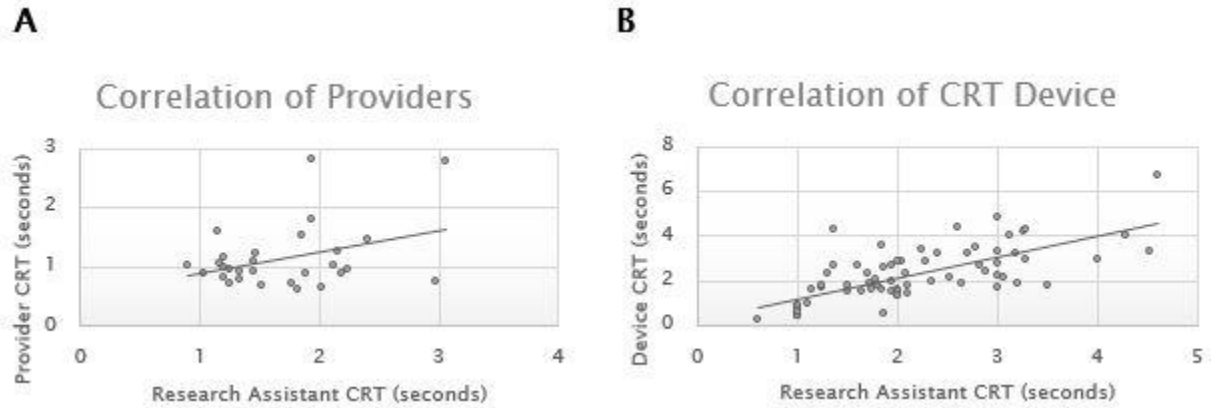 A
B
Correlation of Providers
Correlation of CRT Device
Provider CRT (seconds)
3
2
1
0
0 1 2 3 4
Research Assistant CRT (seconds)
Device CRT (seconds)
8
6
4
2
0
0 1 2 3 4 5
Research Assistant CRT (seconds)